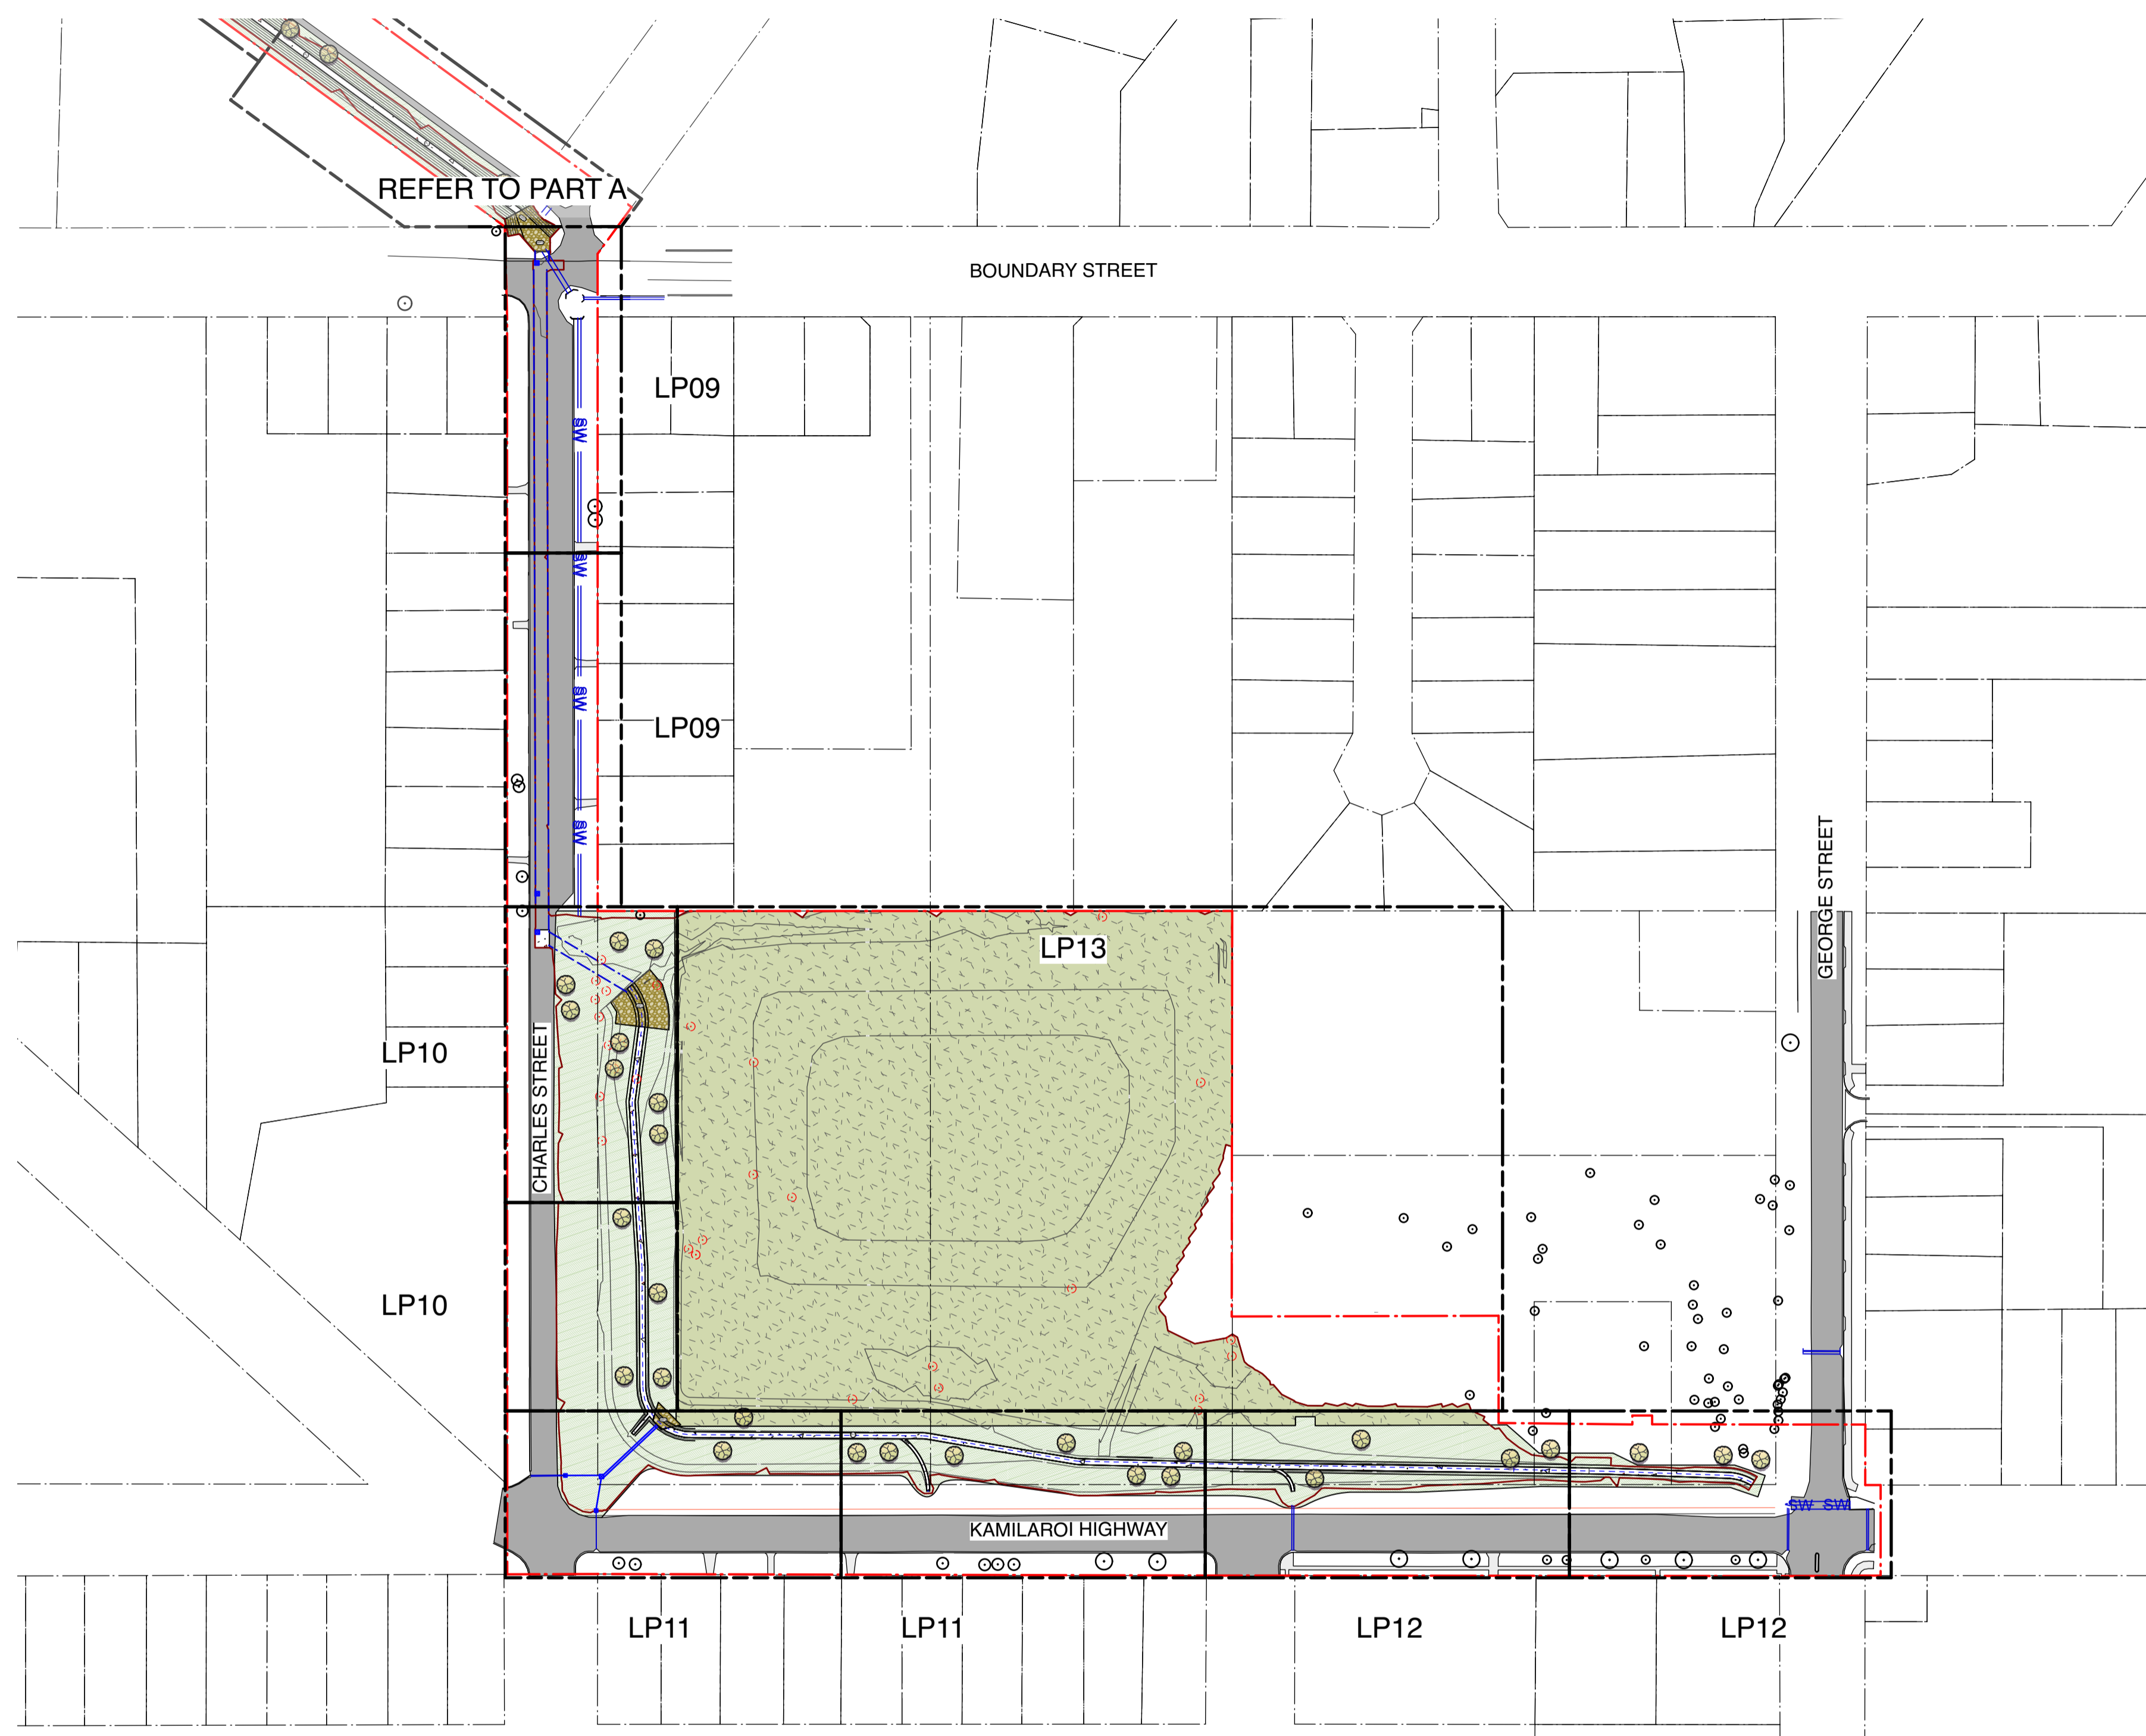 REFER TO PART A
BOUNDARY STREET
LP09
SW
SW
LP09
SW
SW
GEORGE STREET
LP13
LP10
CHARLES STREET
LP10
SW SW
KAMILAROI HIGHWAY
LP11
LP11
LP12
LP12